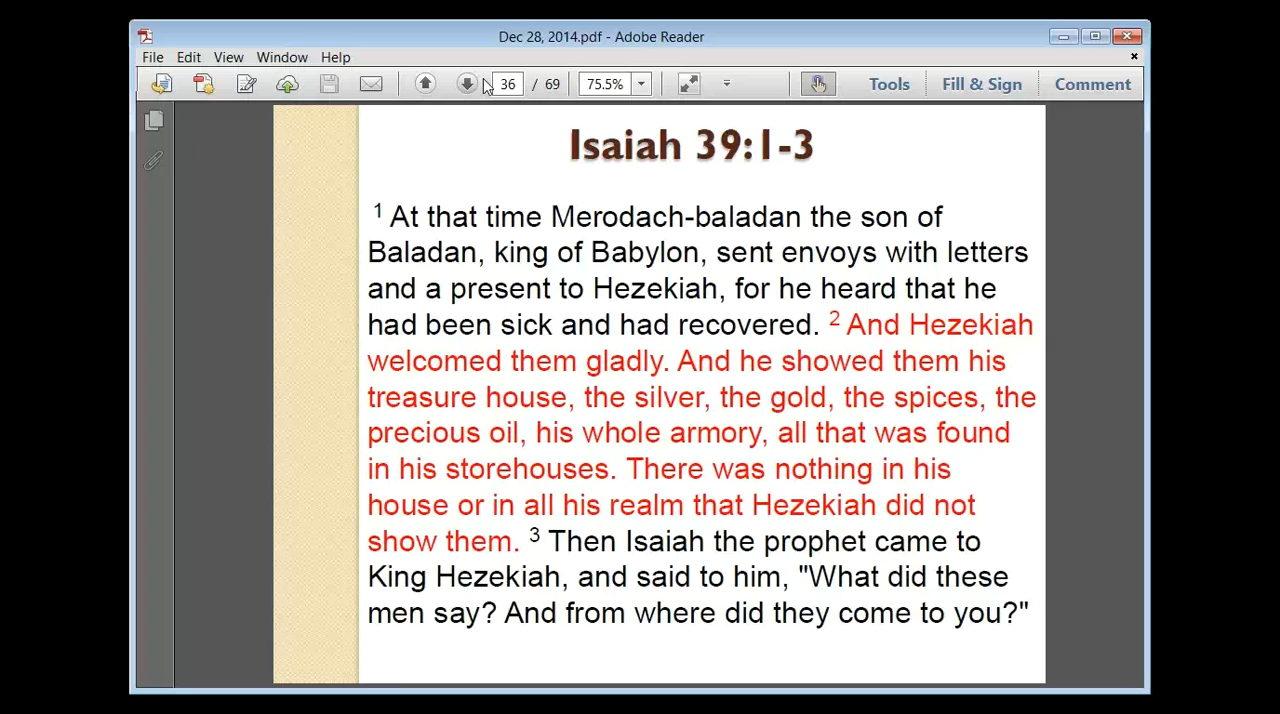 Dec 28, 2014.pdf - Adobe Reader
File Edit View Window Help
36 / 69 75.5% Tools Fill & Sign Comment
Isaiah 39:1-3
1 At that time Merodach-baladan the son of
Baladan, king of Babylon, sent envoys with letters
and a present to Hezekiah, for he heard that he
had been sick and had recovered. 2 And Hezekiah
welcomed them gladly. And he showed them his
treasure house, the silver, the gold, the spices, the
precious oil, his whole armory, all that was found
in his storehouses. There was nothing in his
house or in all his realm that Hezekiah did not
show them. 3 Then Isaiah the prophet came to
King Hezekiah, and said to him, "What did these
men say? And from where did they come to you?"